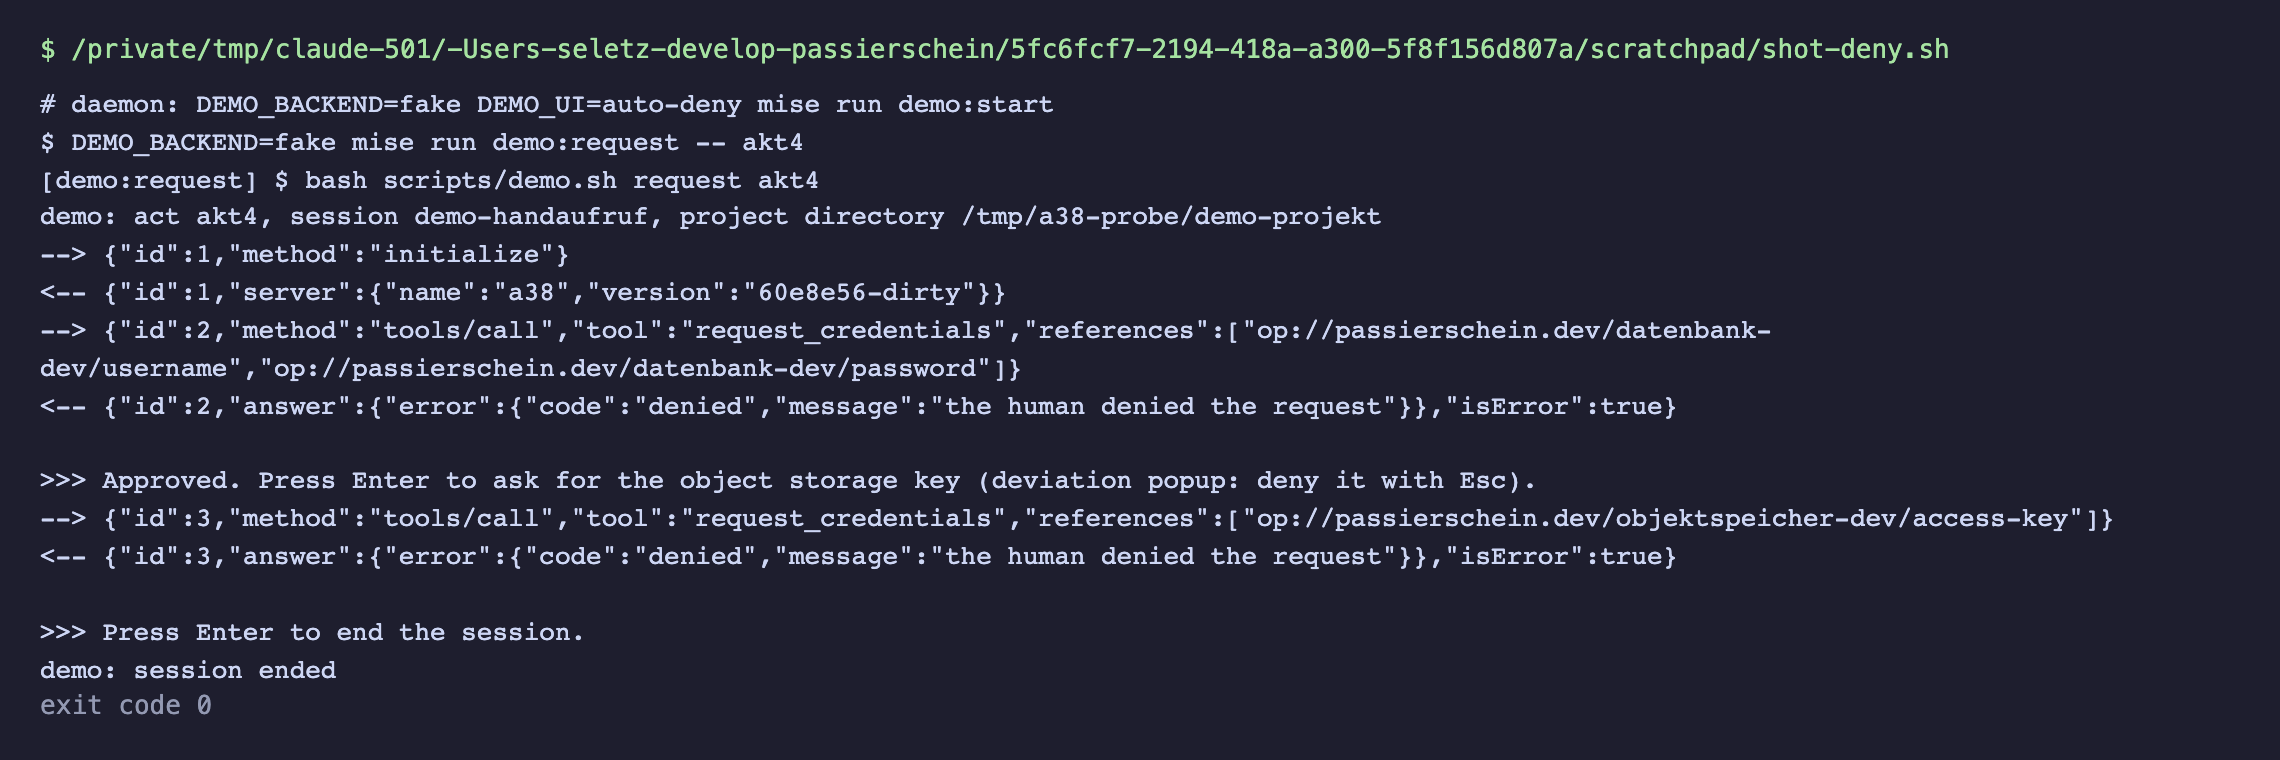 $ /private/tmp/claude-501/-Users-seletz-develop-passierschein/5fc6fcf7-2194-418a-a300-5f8f156d807a/scratchpad/shot-deny.sh
# daemon: DEMO_BACKEND=fake DEMO_UI=auto-deny mise run demo:start
$ DEMO_BACKEND=fake mise run demo:request -- akt4
[demo:request] $ bash scripts/demo.sh request akt4
demo: act akt4, session demo-handaufruf, project directory /tmp/a38-probe/demo-projekt
--> {"id":1,"method":"initialize"}
<-- {"id":1,"server":{"name":"a38","version":"60e8e56-dirty"}}
--> {"id":2,"method":"tools/call","tool":"request_credentials","references":["op://passierschein.dev/datenbank-
dev/username","op://passierschein.dev/datenbank-dev/password"]}
<-- {"id":2,"answer":{"error":{"code":"denied","message":"the human denied the request"}},"isError":true}
>>> Approved. Press Enter to ask for the object storage key (deviation popup: deny it with Esc).
--> {"id":3,"method":"tools/call","tool":"request_credentials","references":["op://passierschein.dev/objektspeicher-dev/access-key"]}
<-- {"id":3,"answer":{"error":{"code":"denied","message":"the human denied the request"}},"isError":true}
>>> Press Enter to end the session.
demo: session ended
exit code 0